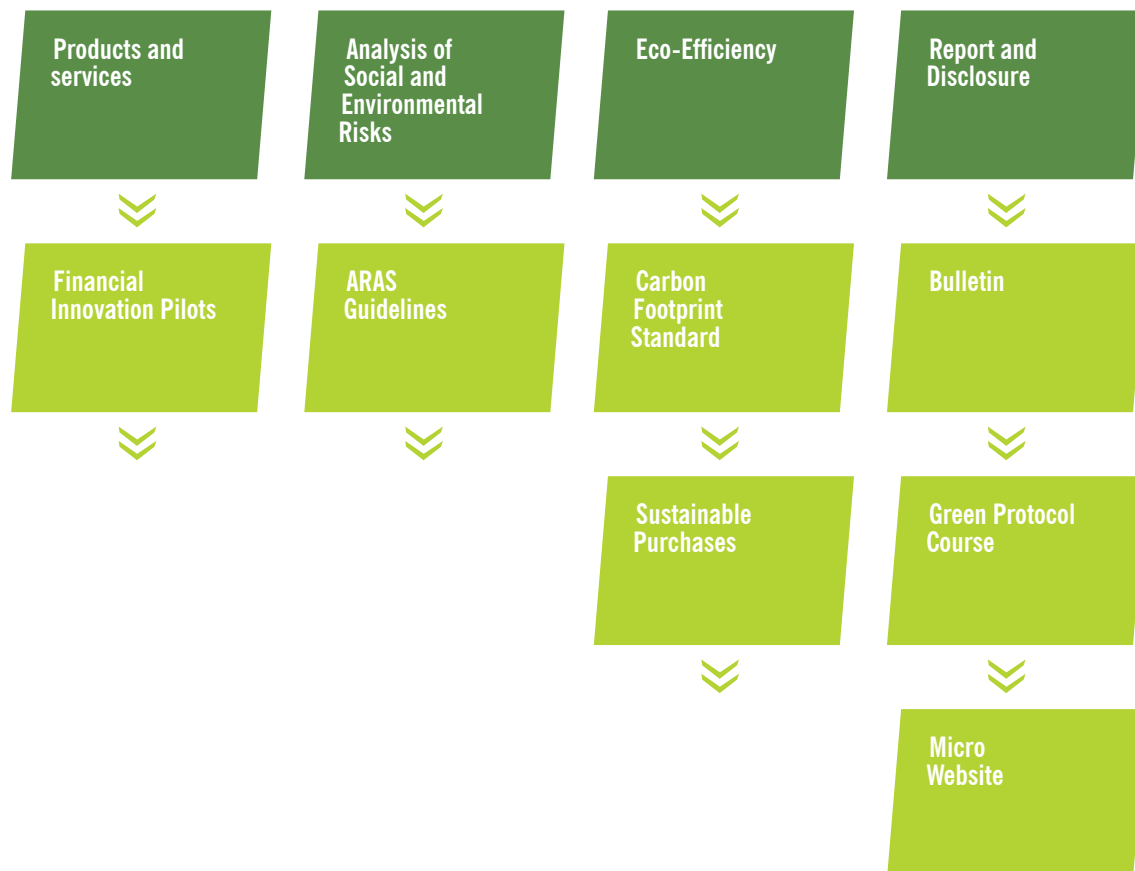 Products and
services
Analysis of
Social and
Environmental
Risks
Eco-Efficiency
Report and
Disclosure
Financial
Innovation Pilots
ARAS
Guidelines
Carbon
Footprint
Standard
Bulletin
Sustainable
Purchases
Green Protocol
Course
Micro
Website